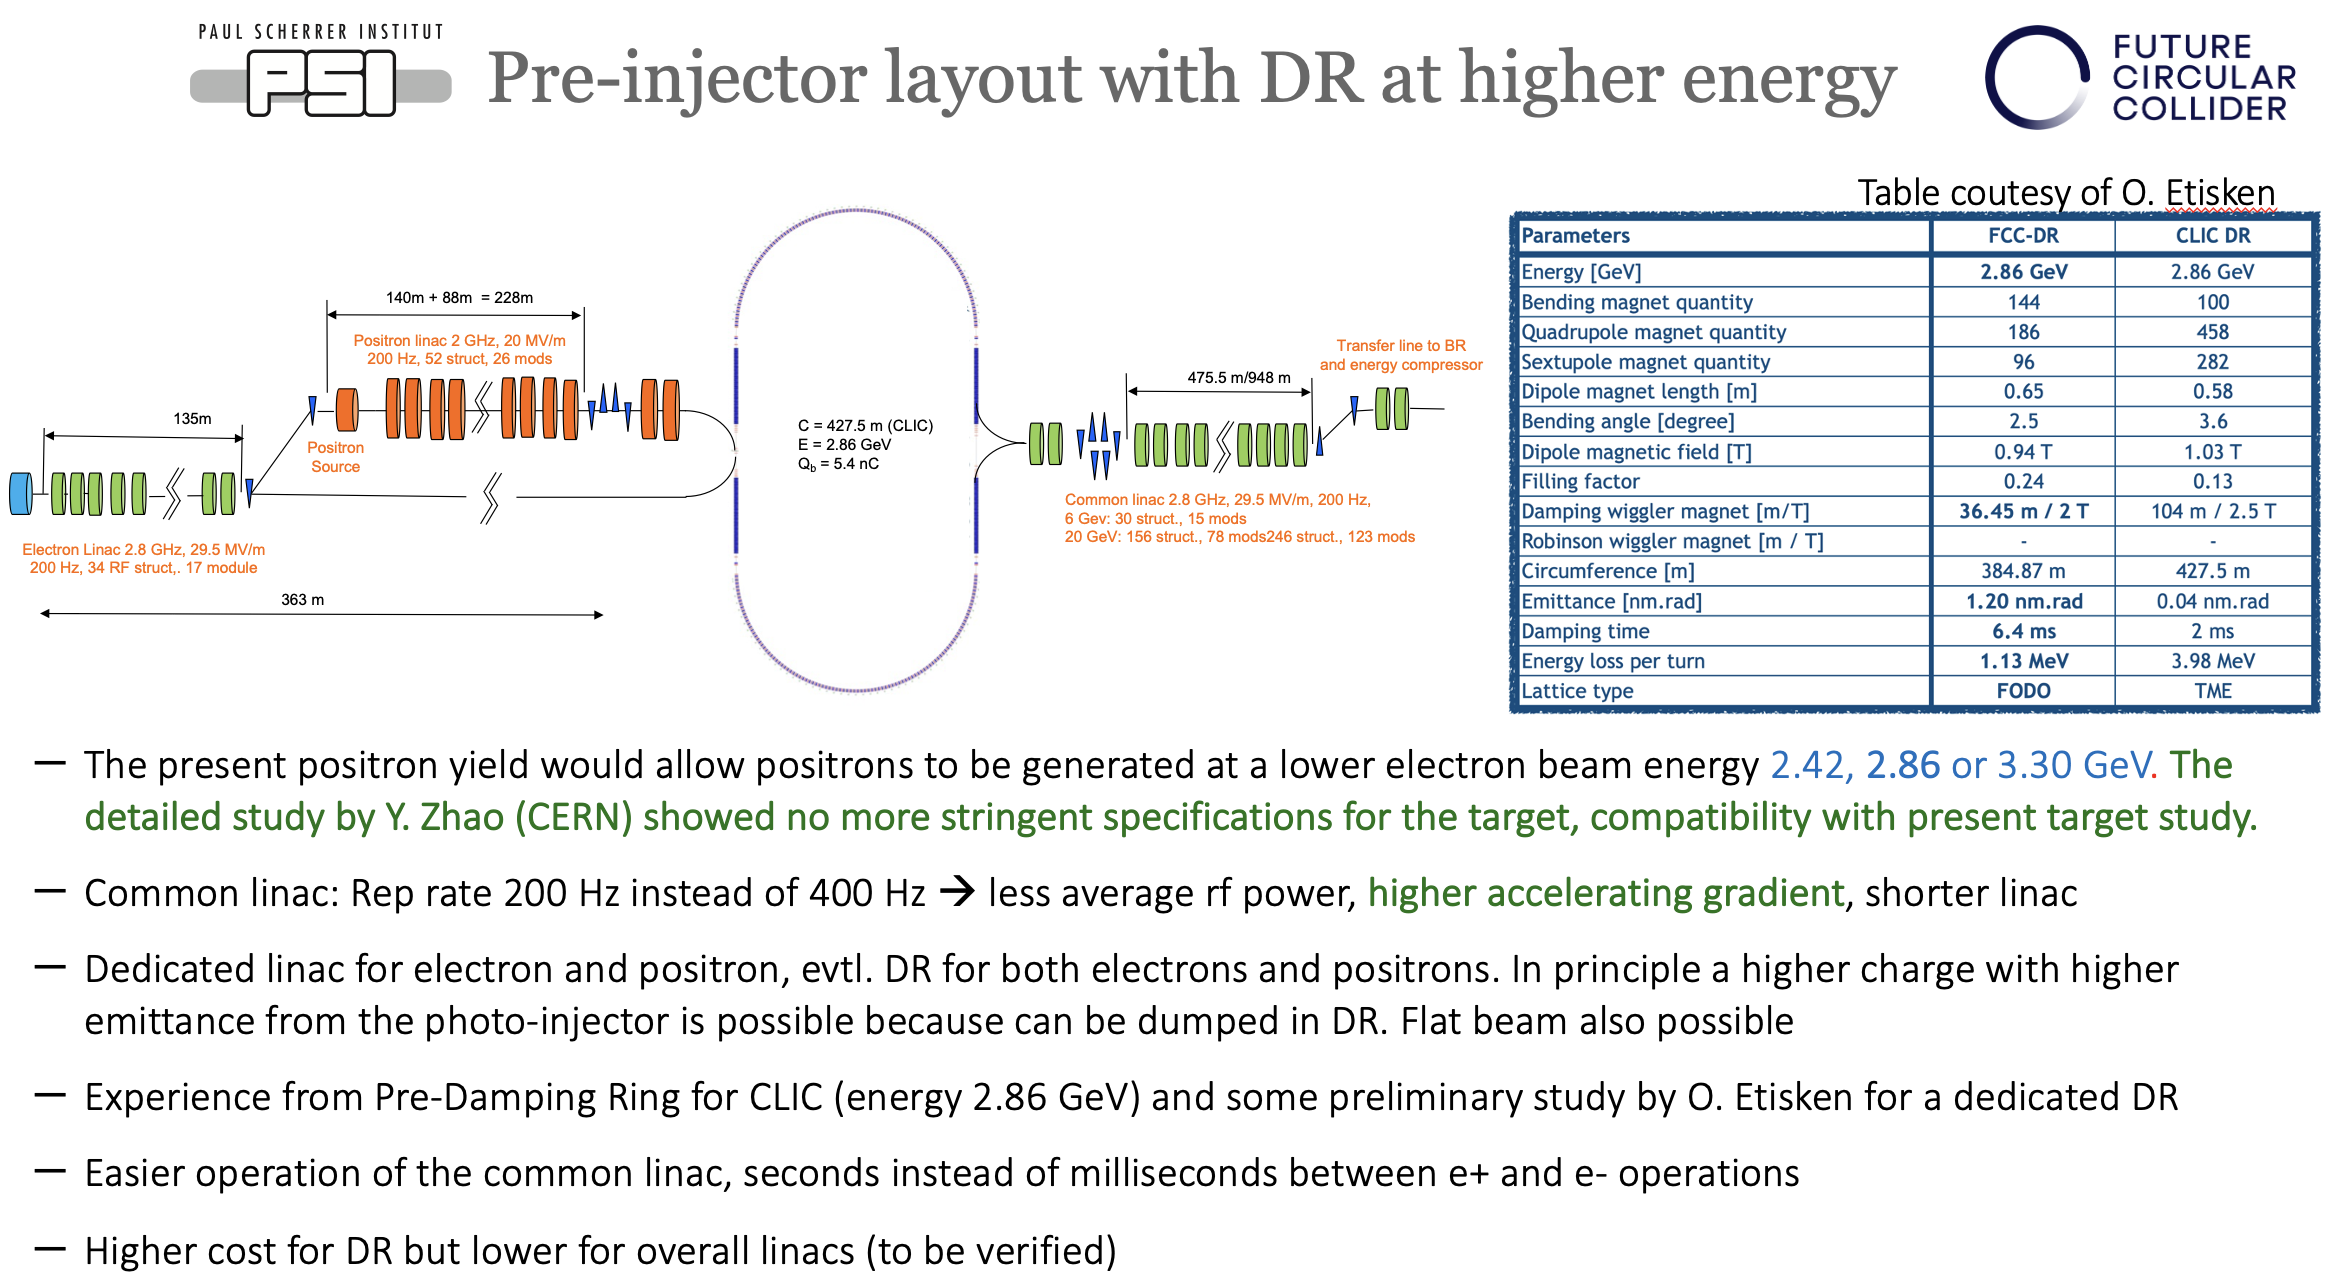 PAUL SCHERRER INSTITUT
PSI
Pre-injector layout with DR at higher energy
FUTURE
CIRCULAR
COLLIDER
Table coutesy of O. Etisken
140m + 88m = 228m
Positron linac 2 GHz, 20 MV/m
200 Hz, 52 struct, 26 mods
135m
Positron
Source
Electron Linac 2.8 GHz, 29.5 MV/m
200 Hz, 34 RF struct,. 17 module
363 m
C = 427.5 m (CLIC)
E = 2.86 GeV
Qb = 5.4 nC
475.5 m/948 m
Transfer line to BR
and energy compressor
Common linac 2.8 GHz, 29.5 MV/m, 200 Hz,
6 Gev: 30 struct., 15 mods
20 GeV: 156 struct., 78 mods246 struct., 123 mods
Parameters FCC-DR CLIC DR
Energy [GeV] 2.86 GeV 2.86 GeV
Bending magnet quantity 144 100
Quadrupole magnet quantity 186 458
Sextupole magnet quantity 96 282
Dipole magnet length [m] 0.65 0.58
Bending angle [degree] 2.5 3.6
Dipole magnetic field [T] 0.94 T 1.03 T
Filling factor 0.24 0.13
Damping wiggler magnet [m/T] 36.45 m / 2 T 104 m / 2.5 T
Robinson wiggler magnet [m / T] - -
Circumference [m] 384.87 m 427.5 m
Emittance [nm.rad] 1.20 nm.rad 0.04 nm.rad
Damping time 6.4 ms 2 ms
Energy loss per turn 1.13 MeV 3.98 MeV
Lattice type FODO TME
— The present positron yield would allow positrons to be generated at a lower electron beam energy 2.42, 2.86 or 3.30 GeV. The
detailed study by Y. Zhao (CERN) showed no more stringent specifications for the target, compatibility with present target study.
— Common linac: Rep rate 200 Hz instead of 400 Hz → less average rf power, higher accelerating gradient, shorter linac
— Dedicated linac for electron and positron, evtl. DR for both electrons and positrons. In principle a higher charge with higher
emittance from the photo-injector is possible because can be dumped in DR. Flat beam also possible
— Experience from Pre-Damping Ring for CLIC (energy 2.86 GeV) and some preliminary study by O. Etisken for a dedicated DR
— Easier operation of the common linac, seconds instead of milliseconds between e+ and e- operations
— Higher cost for DR but lower for overall linacs (to be verified)